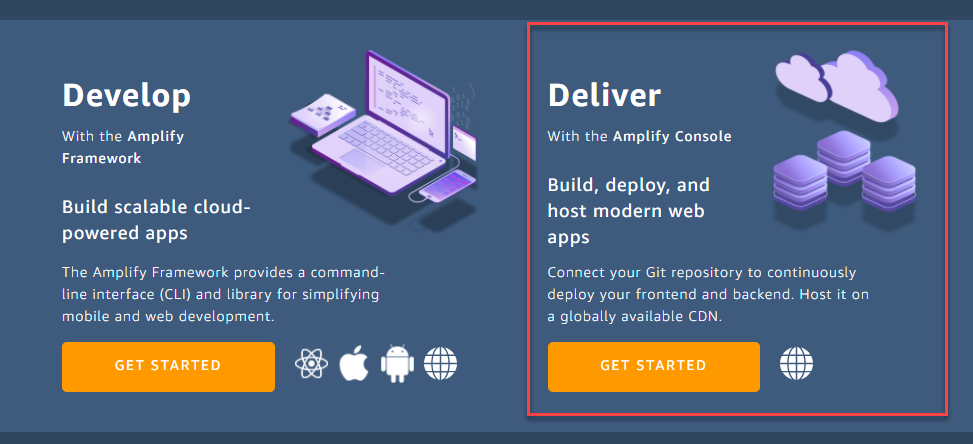 Develop
With the Amplify
Framework
Build scalable cloud-
powered apps
The Amplify Framework provides a command-
line interface (CLI) and library for simplifying
mobile and web development.
GET STARTED
Deliver
With the Amplify Console
Build, deploy, and
host modern web
apps
Connect your Git repository to continuously
deploy your frontend and backend. Host it on
a globally available CDN.
GET STARTED